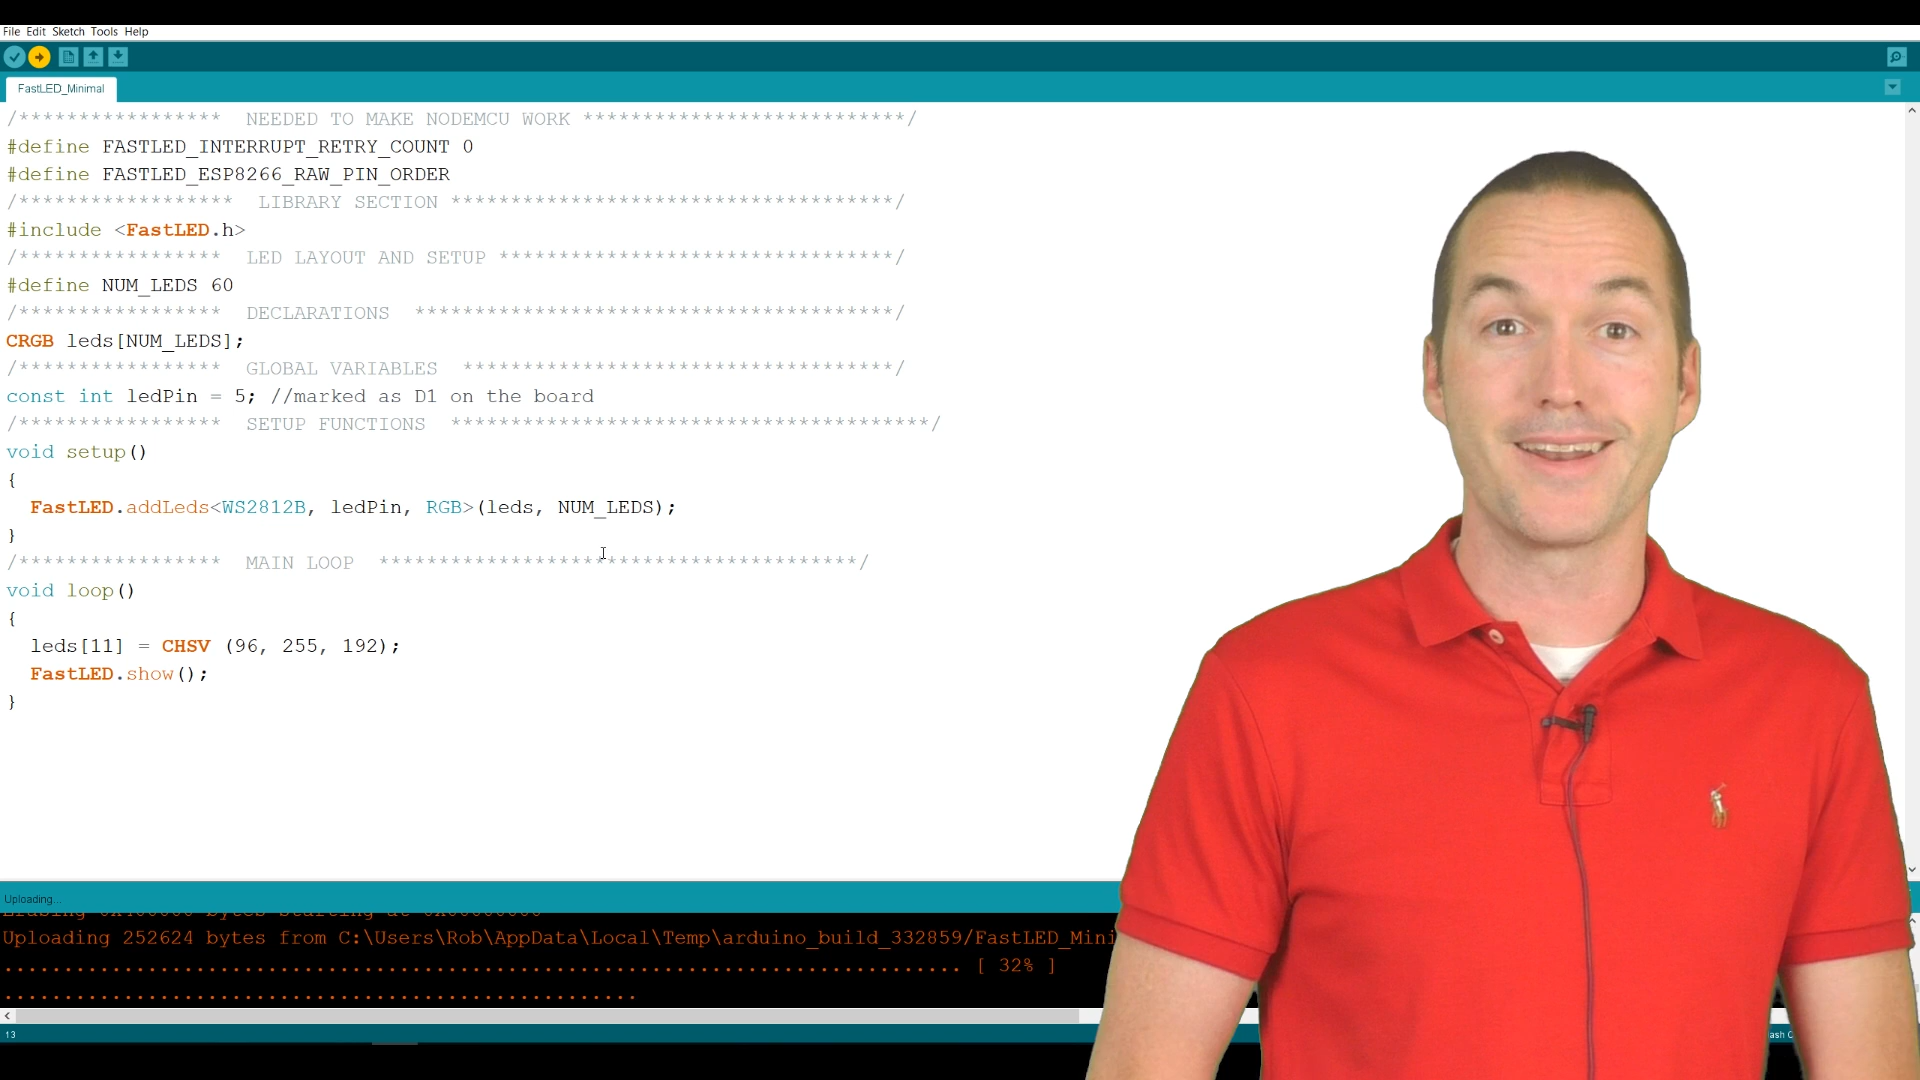 File Edit Sketch Tools Help
FastLED_Minimal
/***************** NEEDED TO MAKE NODEMCU WORK ***************************/
#define FASTLED_INTERRUPT_RETRY_COUNT 0
#define FASTLED_ESP8266_RAW_PIN_ORDER
/****************** LIBRARY SECTION *************************************/
#include <FastLED.h>
/***************** LED LAYOUT AND SETUP *********************************/
#define NUM_LEDS 60
/***************** DECLARATIONS ****************************************/
CRGB leds[NUM_LEDS];
/***************** GLOBAL VARIABLES ************************************/
const int ledPin = 5; //marked as D1 on the board
/***************** SETUP FUNCTIONS ****************************************/
void setup()
{
FastLED.addLeds<WS2812B, ledPin, RGB>(leds, NUM_LEDS);
}
/***************** MAIN LOOP ****************************************/
void loop()
{
leds[11] = CHSV (96, 255, 192);
FastLED.show();
}
Uploading...
Uploading 252624 bytes from C:\Users\Rob\AppData\Local\Temp\arduino_build_332859/FastLED_Mini
................................................................................ [ 32% ]
.....................................................
13